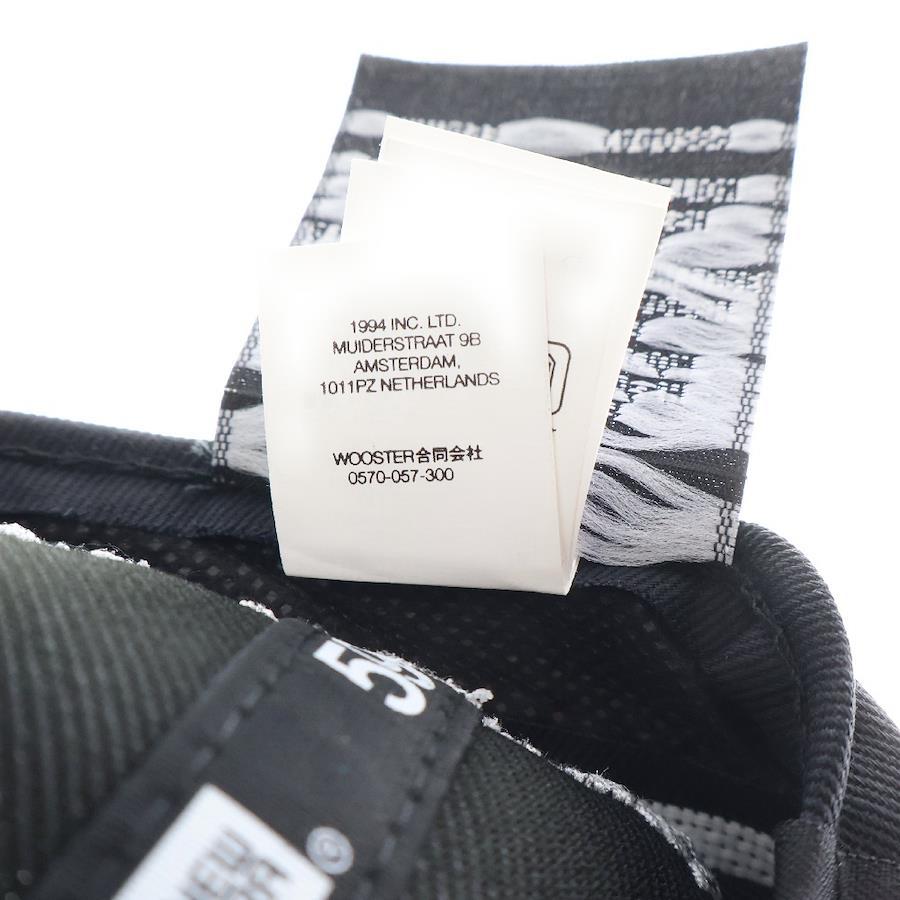 1994 INC. LTD.
MUIDERSTRAAT 9B
AMSTERDAM,
1011PZ NETHERLANDS
WOOSTER合同会社
0570-057-300
NEW
©